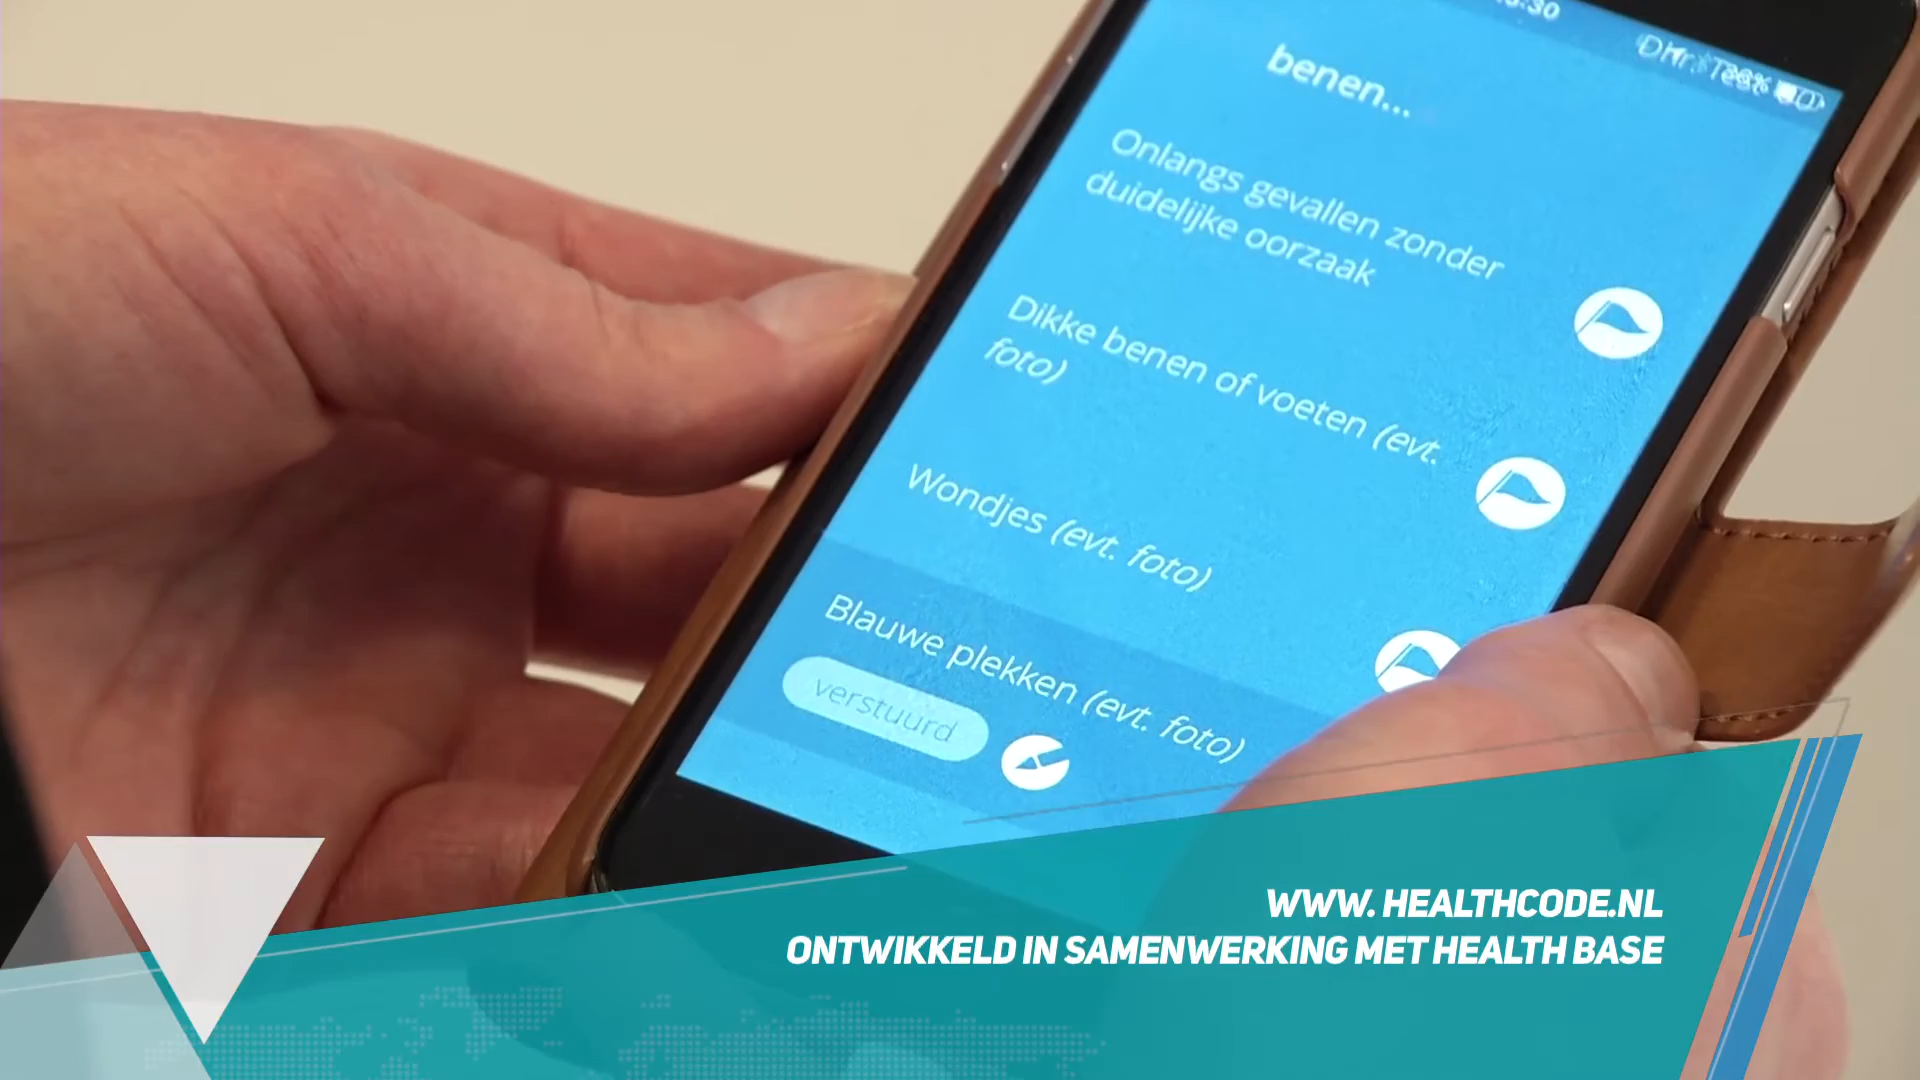 benen...
Onlangs gevallen zonder
duidelijke oorzaak
Dikke benen of voeten (evt.
foto)
Wondjes (evt. foto)
Blauwe plekken (evt. foto)
verstuurd
WWW. HEALTHCODE.NL
ONTWIKKELD IN SAMENWERKING MET HEALTH BASE